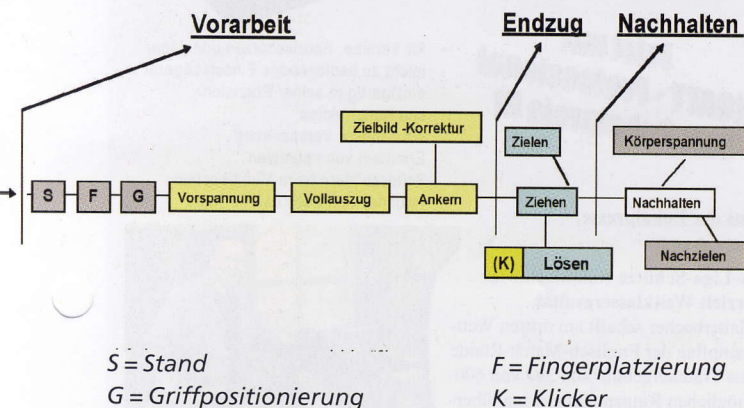 Vorarbeit
Endzug
Nachhalten
Zielbild -Korrektur
Zielen
Körperspannung
S
F
G
Vorspannung
Vollauszug
Ankern
Ziehen
Nachhalten
(K)
Lösen
Nachzielen
S = Stand
F = Fingerplatzierung
G = Griffpositionierung
K = Klicker